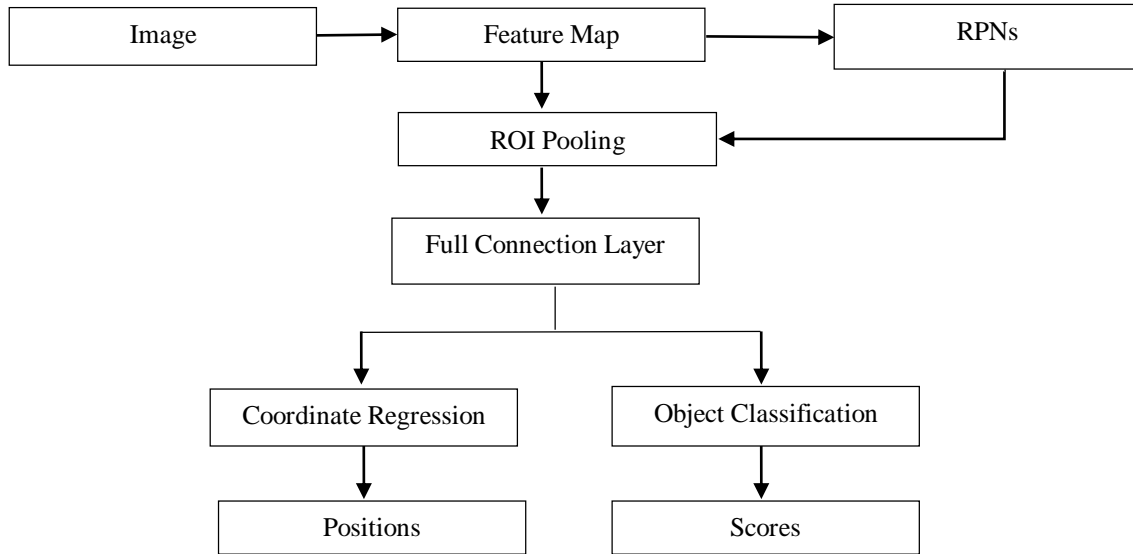 Image
Feature Map
RPNs
ROI Pooling
Full Connection Layer
Coordinate Regression
Object Classification
Positions
Scores